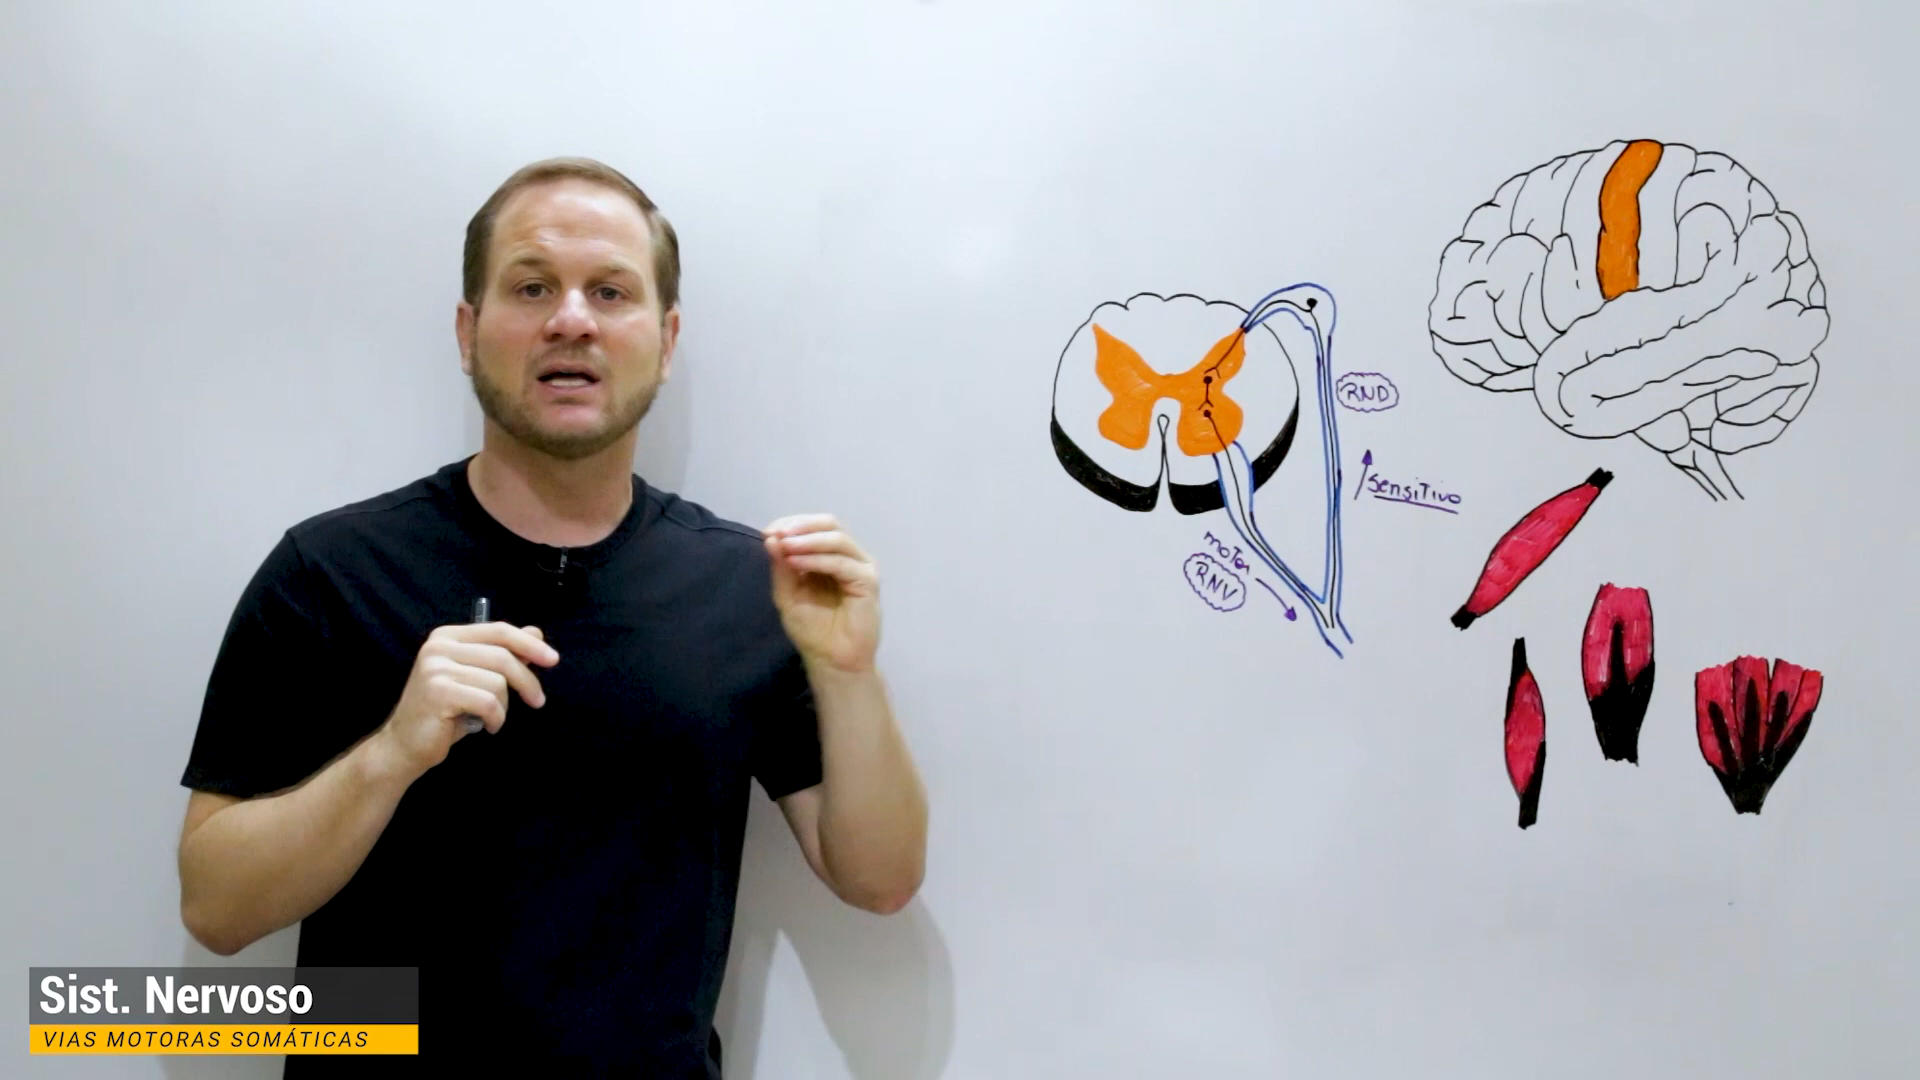 RND
sensitivo
motor
RNV
Sist. Nervoso
VIAS MOTORAS SOMÁTICAS